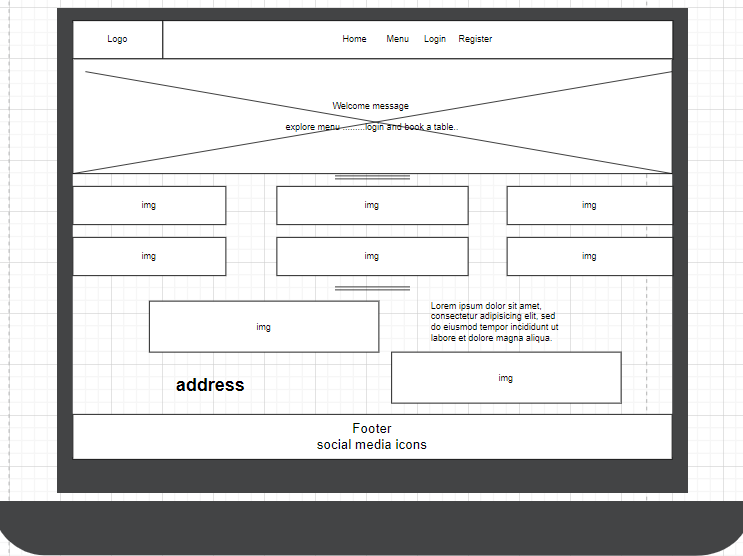 Logo
Home Menu Login Register
Welcome message
explore menu .........login and book a table..
img img img
img img img
img
Lorem ipsum dolor sit amet,
consectetur adipisicing elit, sed
do eiusmod tempor incididunt ut
labore et dolore magna aliqua.
address
img
Footer
social media icons